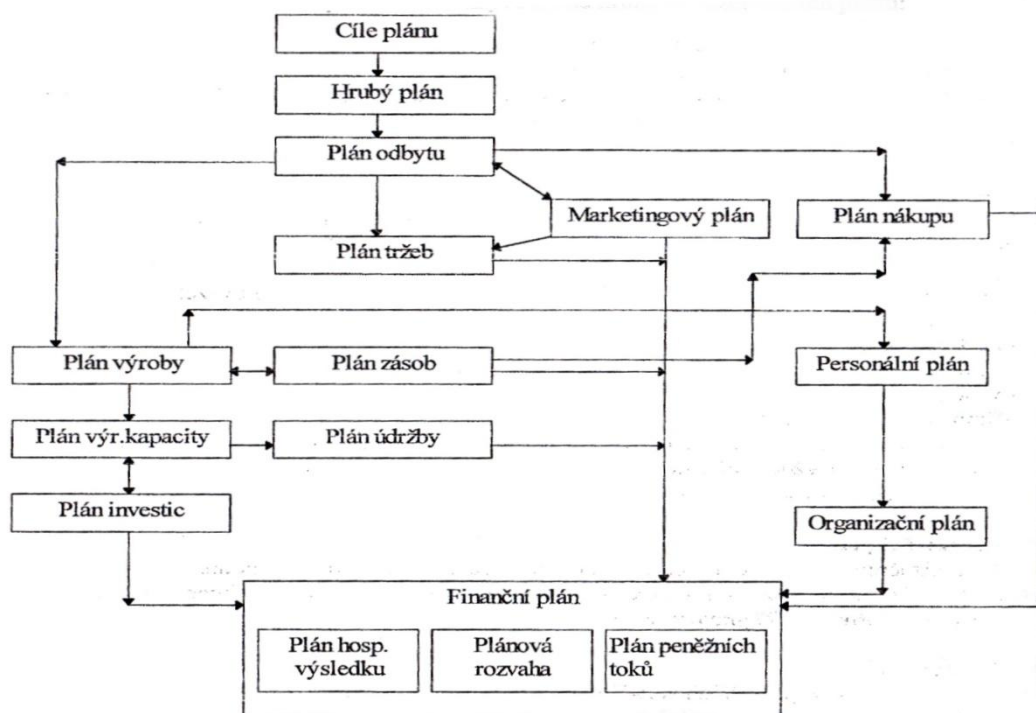 Cíle plánu
Hrubý plán
Plán odbytu
Marketingový plán
Plán nákupu
Plán tržeb
Plán výroby
Plán zásob
Personální plán
Plán výr.kapacity
Plán údržby
Plán investic
Organizační plán
Finanční plán
Plán hosp.
výsledku
Plánová
rozvaha
Plán peněžních
toků